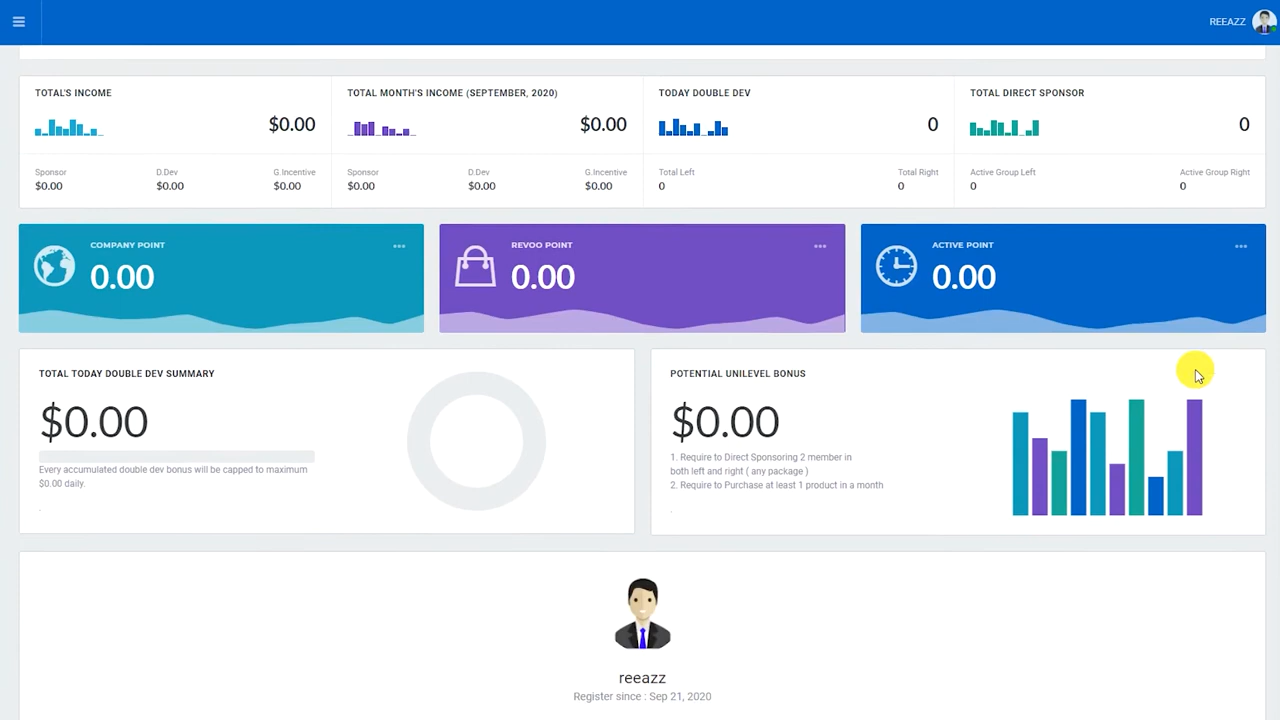 REEAZZ
TOTAL'S INCOME
$0.00
Sponsor D.Dev G.Incentive
$0.00 $0.00 $0.00
TOTAL MONTH'S INCOME (SEPTEMBER, 2020)
$0.00
Sponsor D.Dev G.Incentive
$0.00 $0.00 $0.00
TODAY DOUBLE DEV
0
Total Left Total Right
0 0
TOTAL DIRECT SPONSOR
0
Active Group Left Active Group Right
0 0
COMPANY POINT
0.00
REVOO POINT
0.00
ACTIVE POINT
0.00
TOTAL TODAY DOUBLE DEV SUMMARY
$0.00
Every accumulated double dev bonus will be capped to maximum
$0.00 daily.
.
POTENTIAL UNILEVEL BONUS
$0.00
1. Require to Direct Sponsoring 2 member in
both left and right ( any package )
2. Require to Purchase at least 1 product in a month
.
reeazz
Register since : Sep 21, 2020